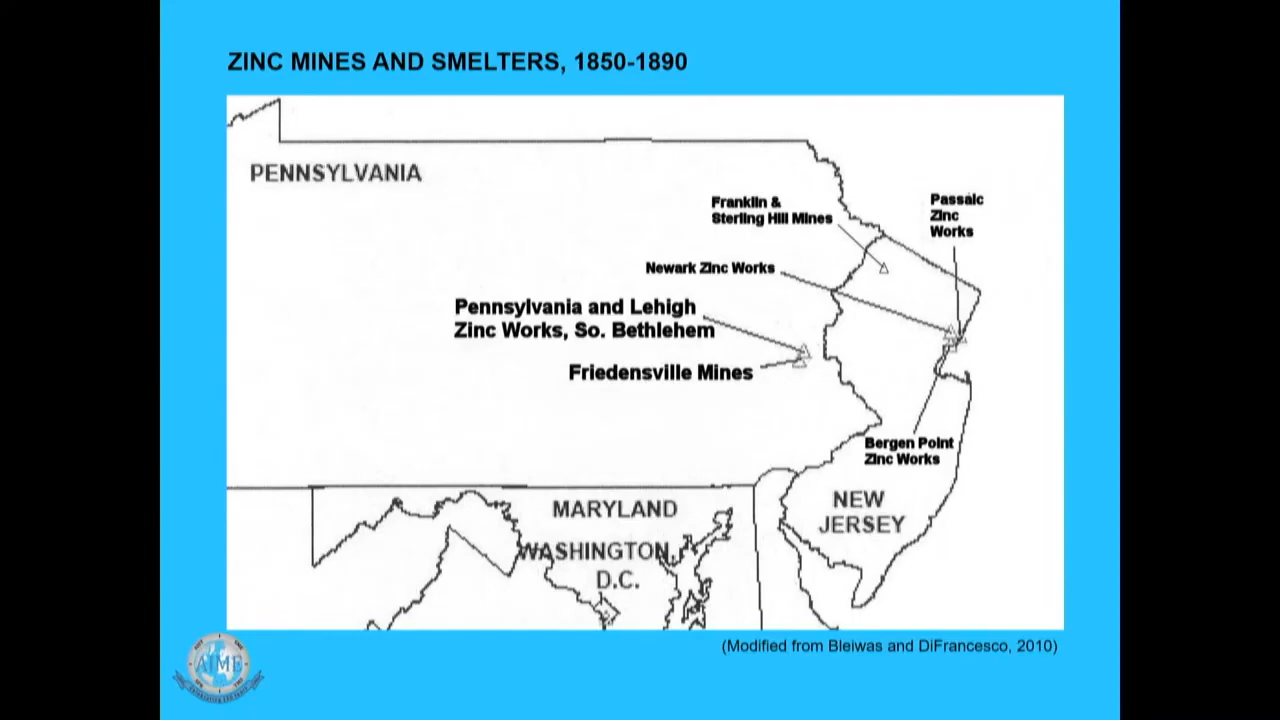 ZINC MINES AND SMELTERS, 1850-1890
PENNSYLVANIA
Franklin &
Sterling Hill Mines
Passaic
Zinc
Works
Newark Zinc Works
Pennsylvania and Lehigh
Zinc Works, So. Bethlehem
Friedensville Mines
Bergen Point
Zinc Works
NEW
JERSEY
MARYLAND
WASHINGTON,
D.C.
(Modified from Bleiwas and DiFrancesco, 2010)
AIME